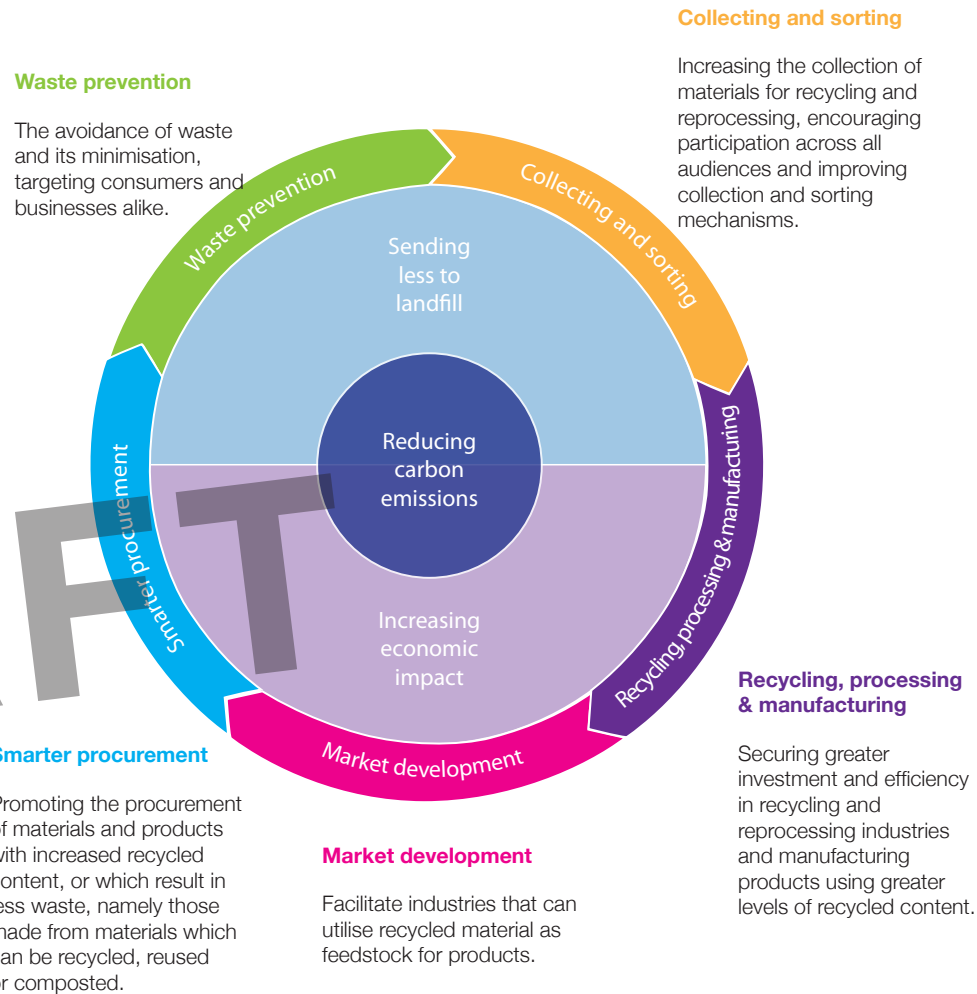 Collecting and sorting
Increasing the collection of
materials for recycling and
reprocessing, encouraging
participation across all
audiences and improving
collection and sorting
mechanisms.
Waste prevention
The avoidance of waste
and its minimisation,
targeting consumers and
businesses alike.
Waste prevention
Collecting and sorting
Sending
less to
landfill
Reducing
carbon
emissions
Increasing
economic
impact
Smarter procurement
Recycling, processing & manufacturing
Market development
FT
Recycling, processing
& manufacturing
Securing greater
investment and efficiency
in recycling and
reprocessing industries
and manufacturing
products using greater
levels of recycled content.
Smarter procurement
Promoting the procurement
of materials and products
with increased recycled
content, or which result in
less waste, namely those
made from materials which
can be recycled, reused
or composted.
Market development
Facilitate industries that can
utilise recycled material as
feedstock for products.